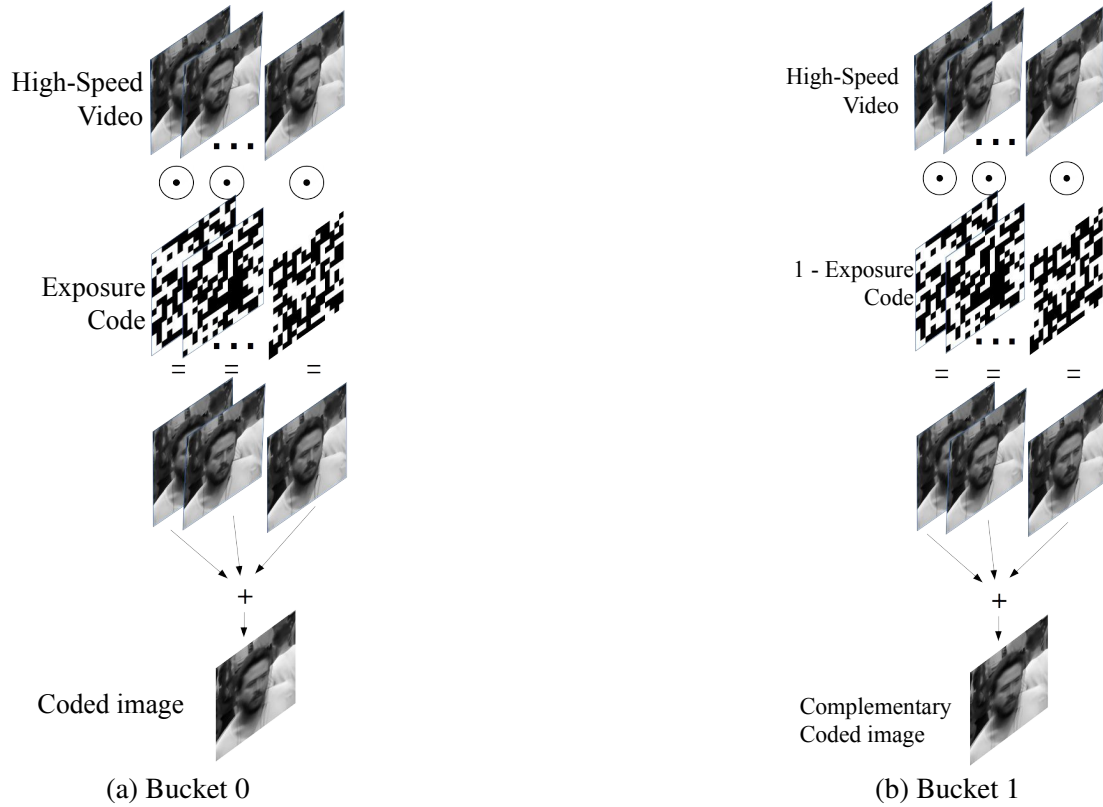 High-Speed
Video
. . .
Exposure
Code
. . .
= = =
+
Coded image
(a) Bucket 0
High-Speed
Video
. . .
1 - Exposure
Code
. . .
= = =
+
Complementary
Coded image
(b) Bucket 1